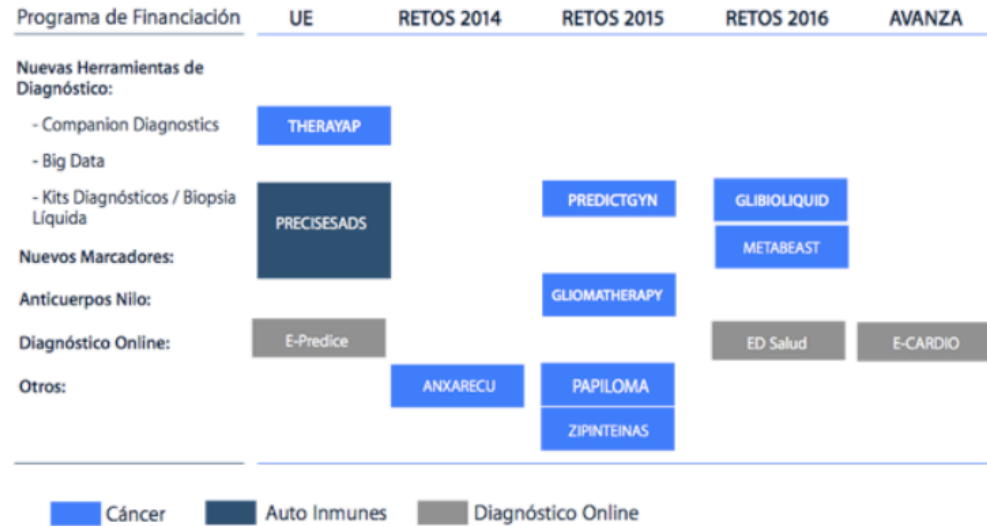 Programa de Financiación UE RETOS 2014 RETOS 2015 RETOS 2016 AVANZA
Nuevas Herramientas de
Diagnóstico:
- Companion Diagnostics THERAYAP
- Big Data
- Kits Diagnósticos / Biopsia
Líquida
PREDICTGYN GLIBIOLIQUID
PRECISESADS
METABEAST
Nuevos Marcadores:
Anticuerpos Nilo: GLIOMATHERAPY
Diagnóstico Online: E-Predice ED Salud E-CARDIO
Otros: ANXARECU PAPILOMA
ZIPINTEINAS
Cáncer Auto Inmunes Diagnóstico Online